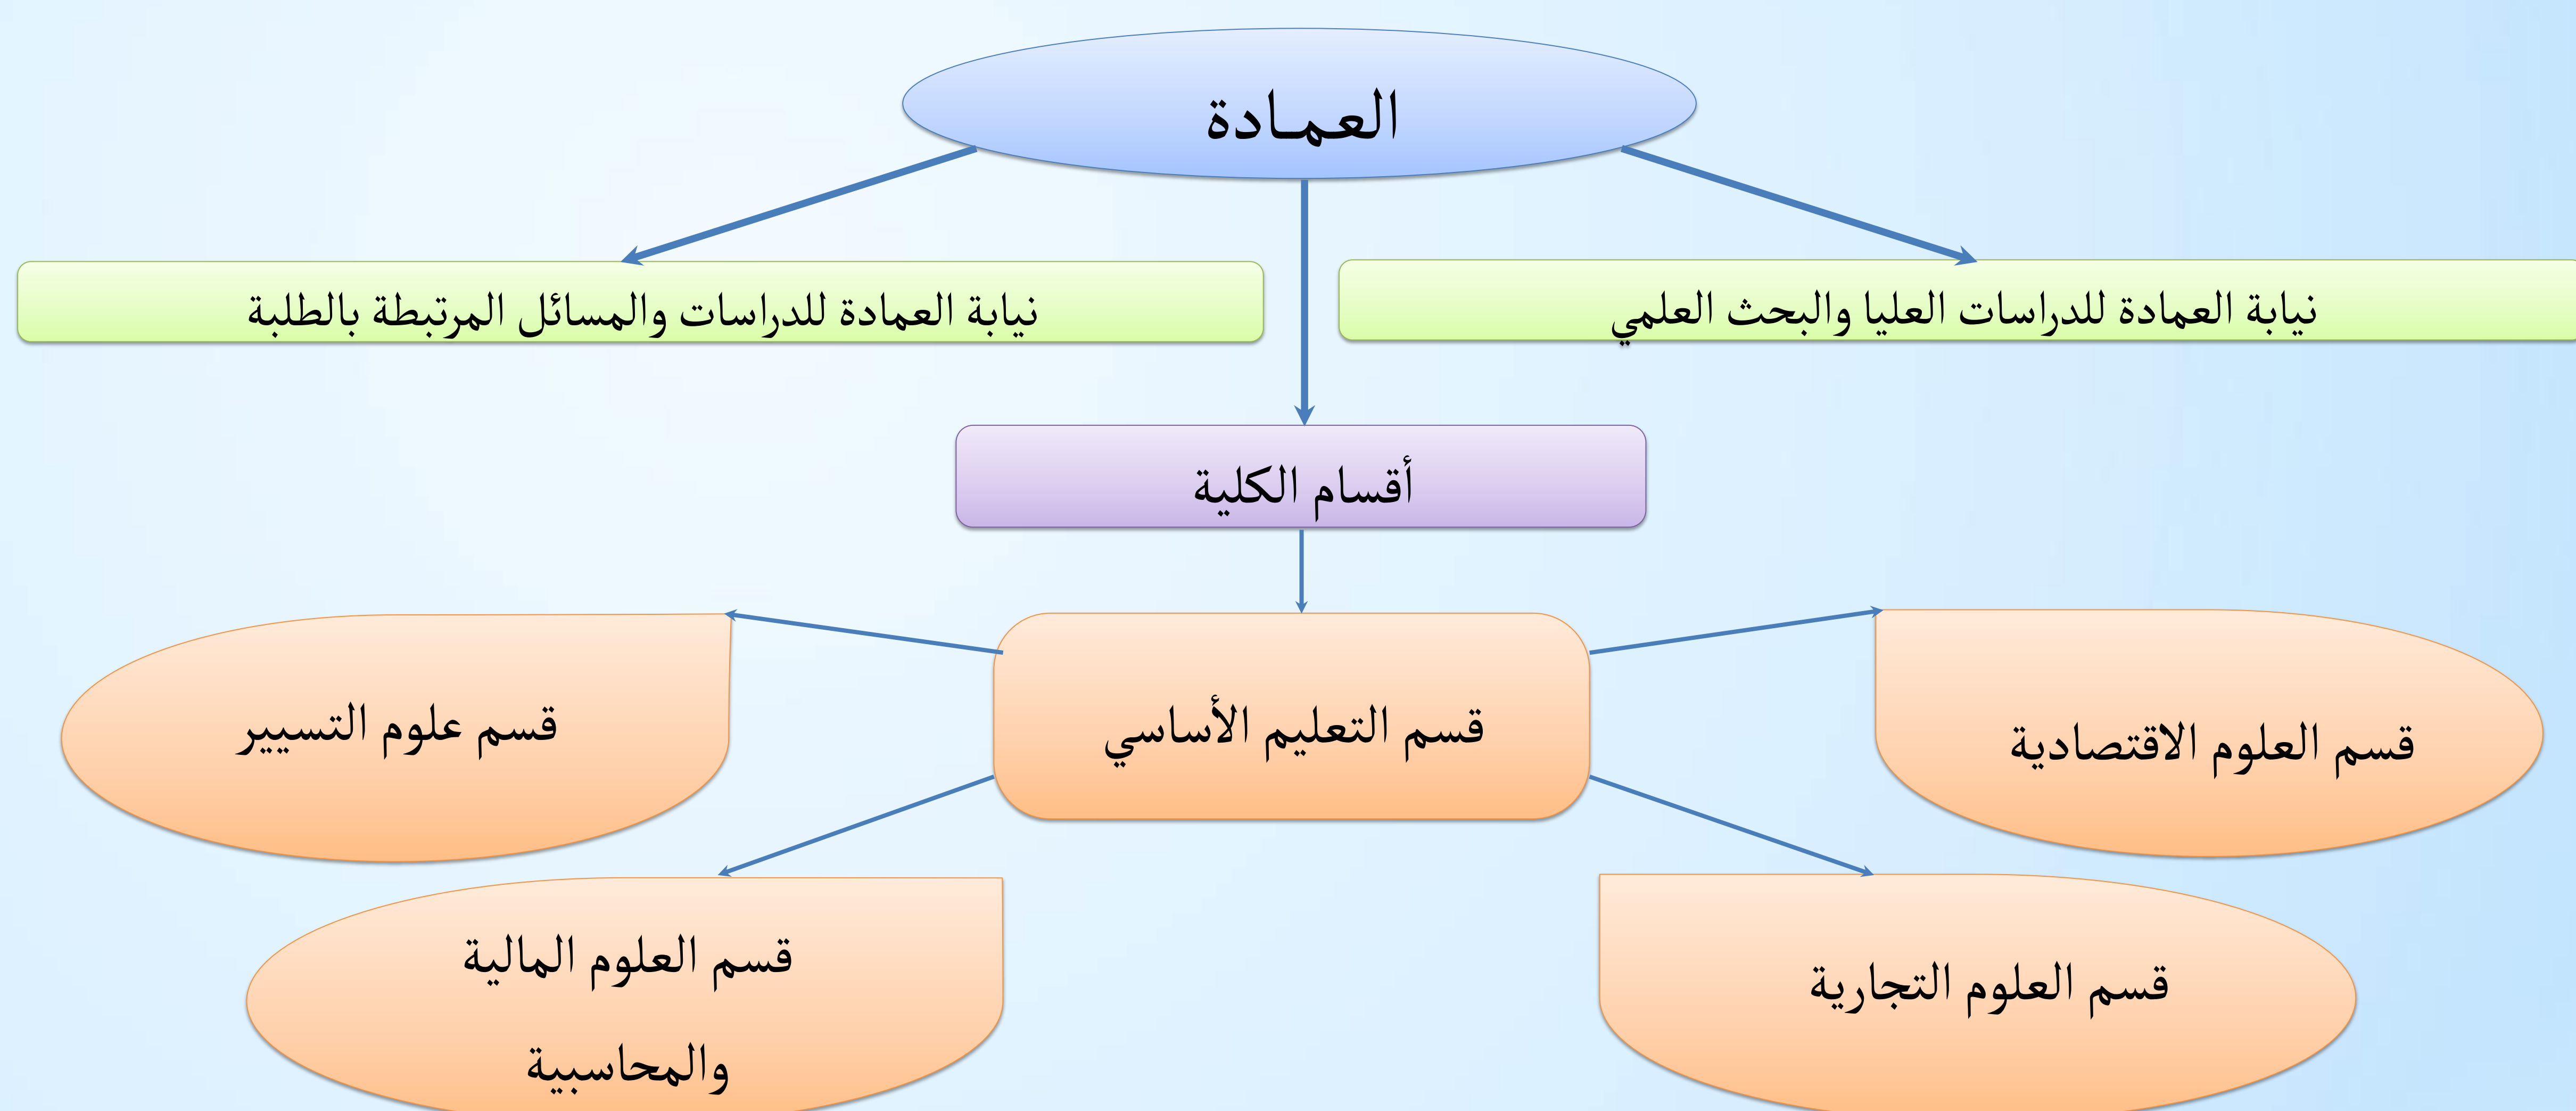 العمادة
نيابة العمادة للدراسات العليا والبحث العلمي
نيابة العمادة للدراسات والمسائل المرتبطة بالطلبة
أقسام الكلية
قسم العلوم الاقتصادية
قسم التعليم الأساسي
قسم علوم التسيير
قسم العلوم التجارية
قسم العلوم المالية
والمحاسبية